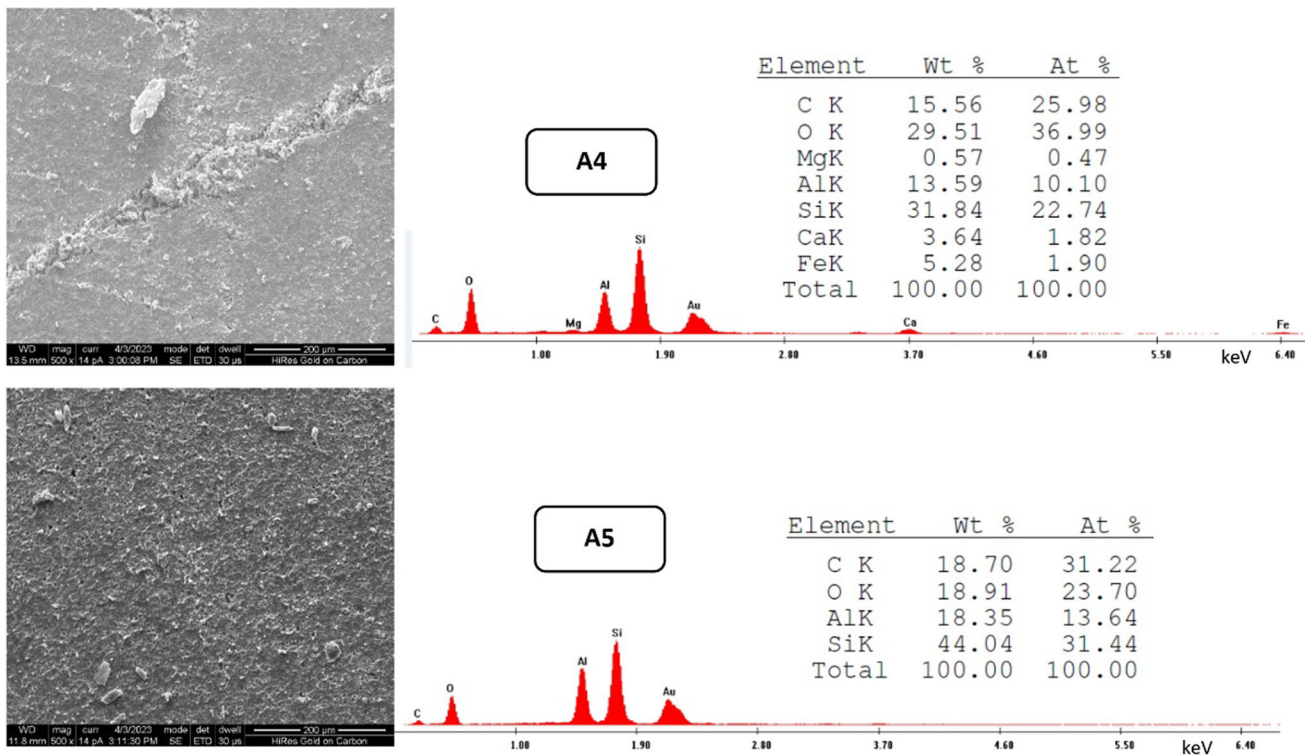 WD mag curr 4/3/2023 mode det dwell 200 µm
13.5 mm 500 x 14 pA 3:00:08 PM SE ETD 30 µs HiRes Gold on Carbon
A4
Element Wt % At %
C K 15.56 25.98
O K 29.51 36.99
MgK 0.57 0.47
AlK 13.59 10.10
SiK 31.84 22.74
CaK 3.64 1.82
FeK 5.28 1.90
Total 100.00 100.00
C O Mg Al Si Au Ca Fe
1.00 1.90 2.80 3.70 4.60 5.50 keV 6.40
WD mag curr 4/3/2023 mode det dwell 200 µm
11.8 mm 500 x 14 pA 3:11:30 PM SE ETD 30 µs HiRes Gold on Carbon
A5
Element Wt % At %
C K 18.70 31.22
O K 18.91 23.70
AlK 18.35 13.64
SiK 44.04 31.44
Total 100.00 100.00
C O Al Si Au
1.00 1.90 2.80 3.70 4.60 5.50 keV 6.40